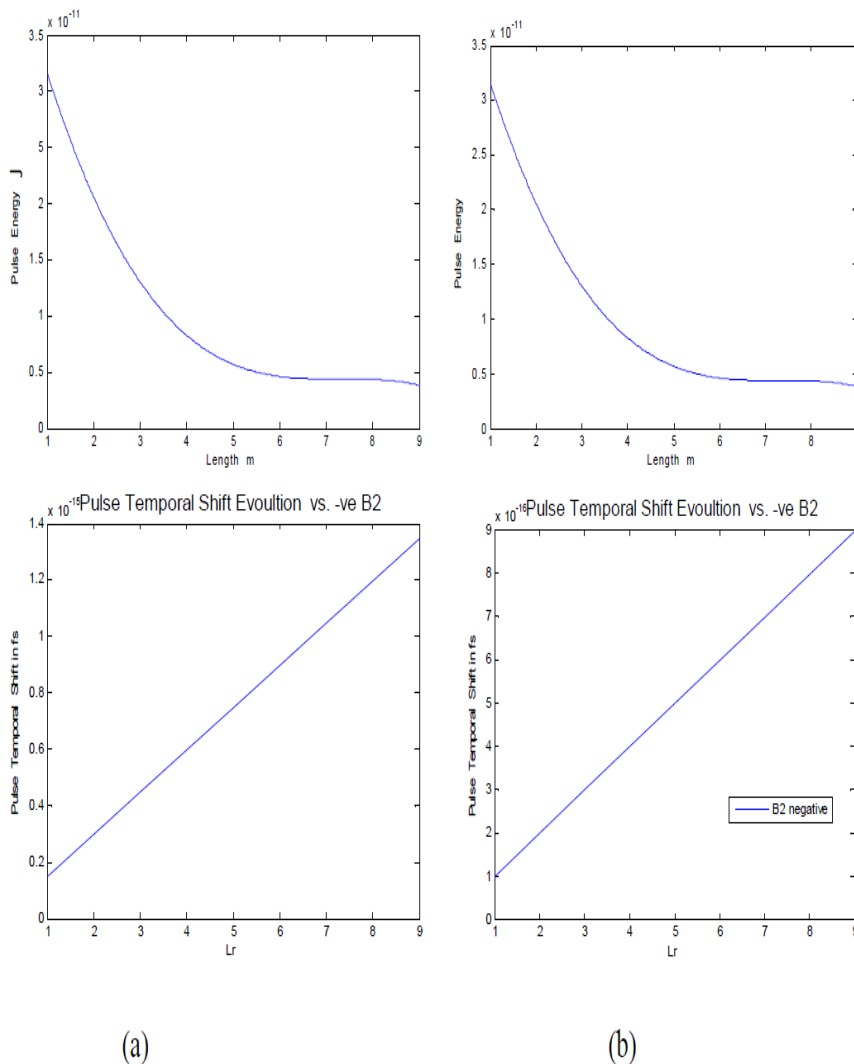 x 10^-11
3.5
3
5
2
1.5
1
0.5
0
Pulse Energy J
1 2 3 4 5 6 7 8 9
Length m
x 10^-11
3.5
3
2.5
2
1.5
1
0.5
0
Pulse Energy
1 2 3 4 5 6 7 8 9
Length m
x 10^-15 Pulse Temporal Shift Evoultion vs. -ve B2
1.4
1.2
1
0.8
0.6
0.4
0.2
0
Pulse Temporal Shift in fs
1 2 3 4 5 6 7 8 9
Lr
x 10^-16 Pulse Temporal Shift Evoultion vs. -ve B2
9
8
7
6
5
4
3
2
1
0
Pulse Temporal Shift in fs
B2 negative
1 2 3 4 5 6 7 8 9
Lr
(a) (b)